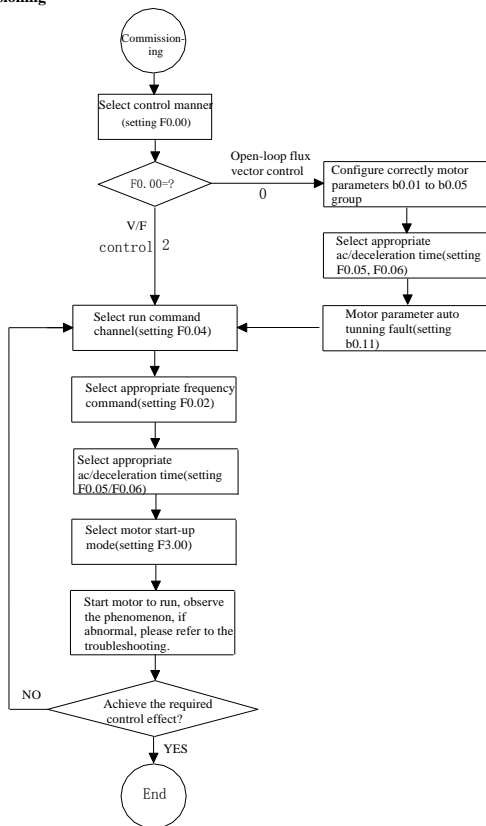 Commission-
ing
Select control manner
(setting F0.00)
F0.00=?
Open-loop flux
vector control
0
Configure correctly motor
parameters b0.01 to b0.05
group
Select appropriate
ac/deceleration time(setting
F0.05, F0.06)
Motor parameter auto
tunning fault(setting
b0.11)
V/F
control 2
Select run command
channel(setting F0.04)
Select appropriate frequency
command(setting F0.02)
Select appropriate
ac/deceleration time(setting
F0.05/F0.06)
Select motor start-up
mode(setting F3.00)
Start motor to run, observe
the phenomenon, if
abnormal, please refer to the
troubleshooting.
NO
Achieve the required
control effect?
YES
End